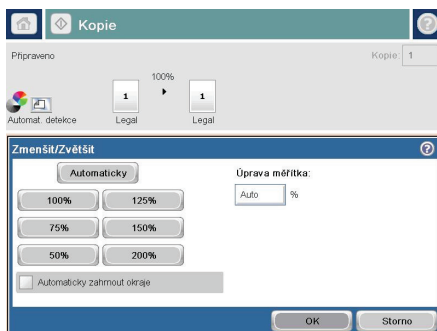 Kopie
Připraveno
Kopie: 1
100%
1 1
Automat. detekce Legal Legal
Zmenšit/Zvětšit
Automaticky
Úprava měřítka:
100% 125%
Auto %
75% 150%
50% 200%
Automaticky zahrnout okraje
OK Storno